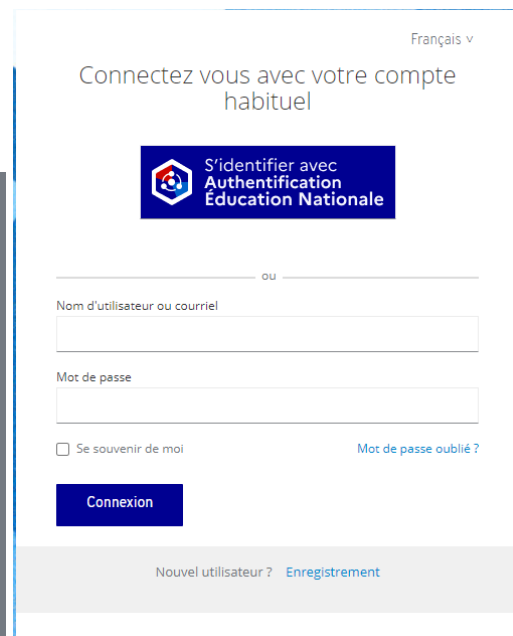 Français v
Connectez vous avec votre compte
habituel
S'identifier avec
Authentification
Éducation Nationale
ou
Nom d'utilisateur ou courriel
Mot de passe
Se souvenir de moi
Mot de passe oublié ?
Connexion
Nouvel utilisateur ? Enregistrement